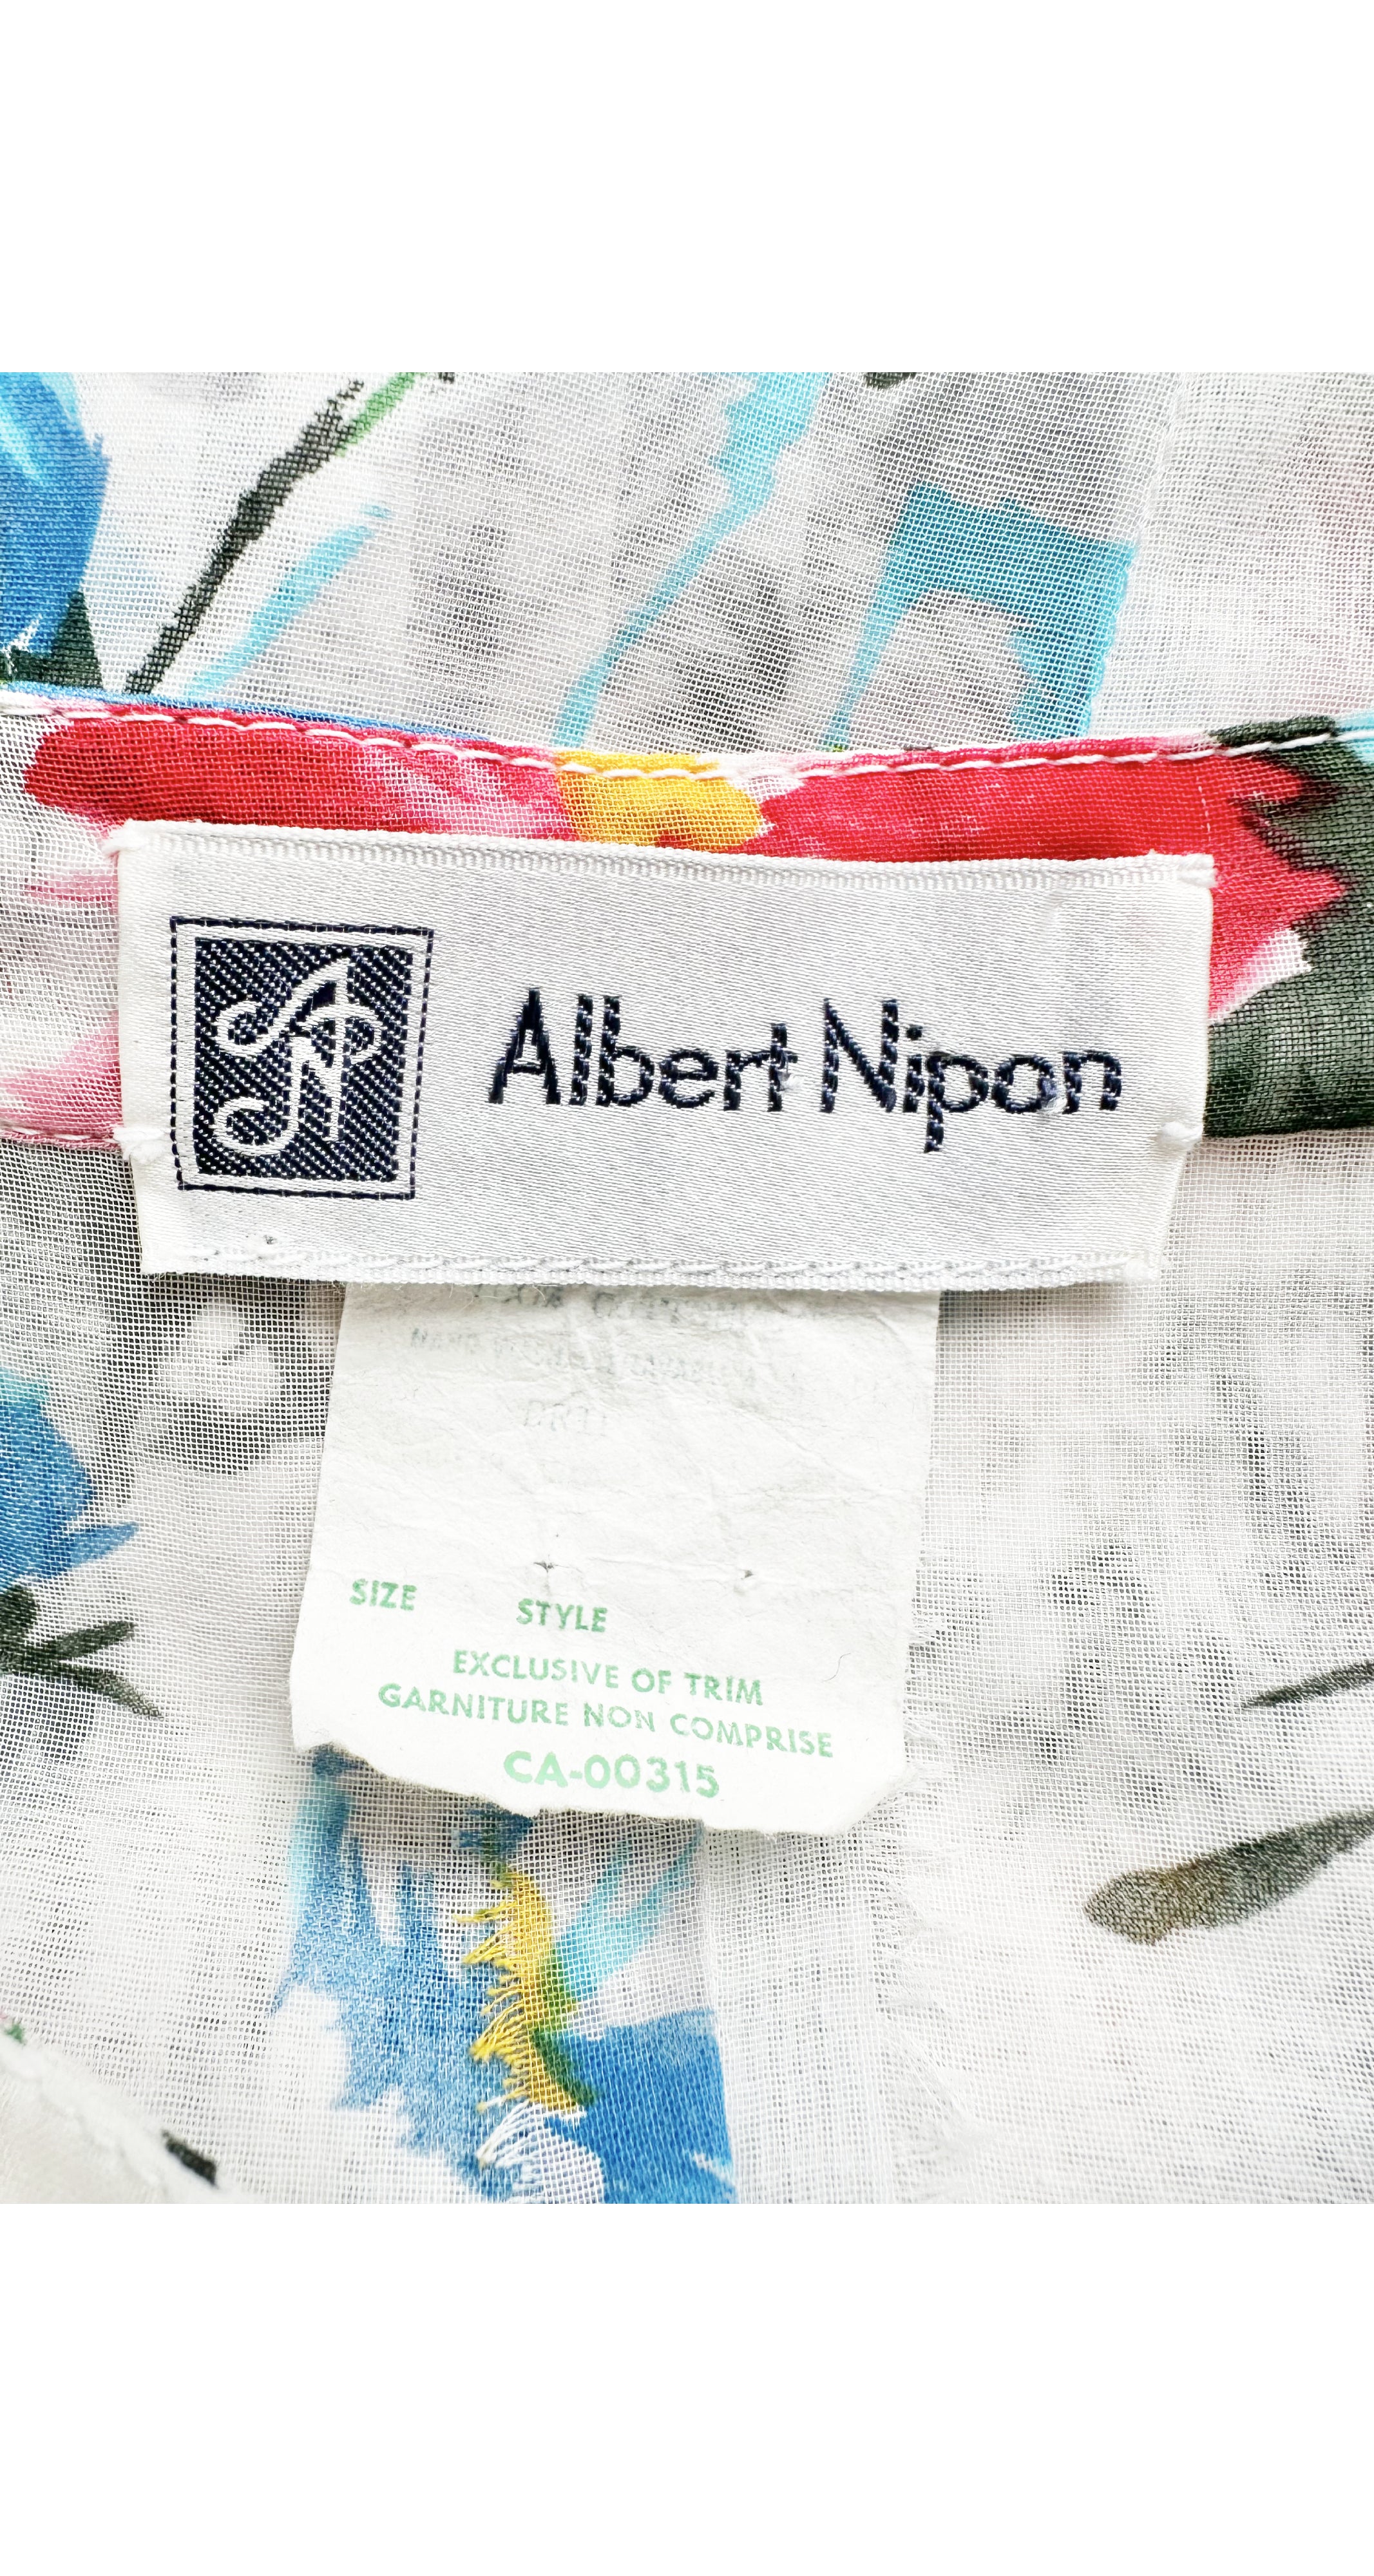 Albert Nipon
SIZE STYLE
EXCLUSIVE OF TRIM
GARNITURE NON COMPRISE
CA-00315